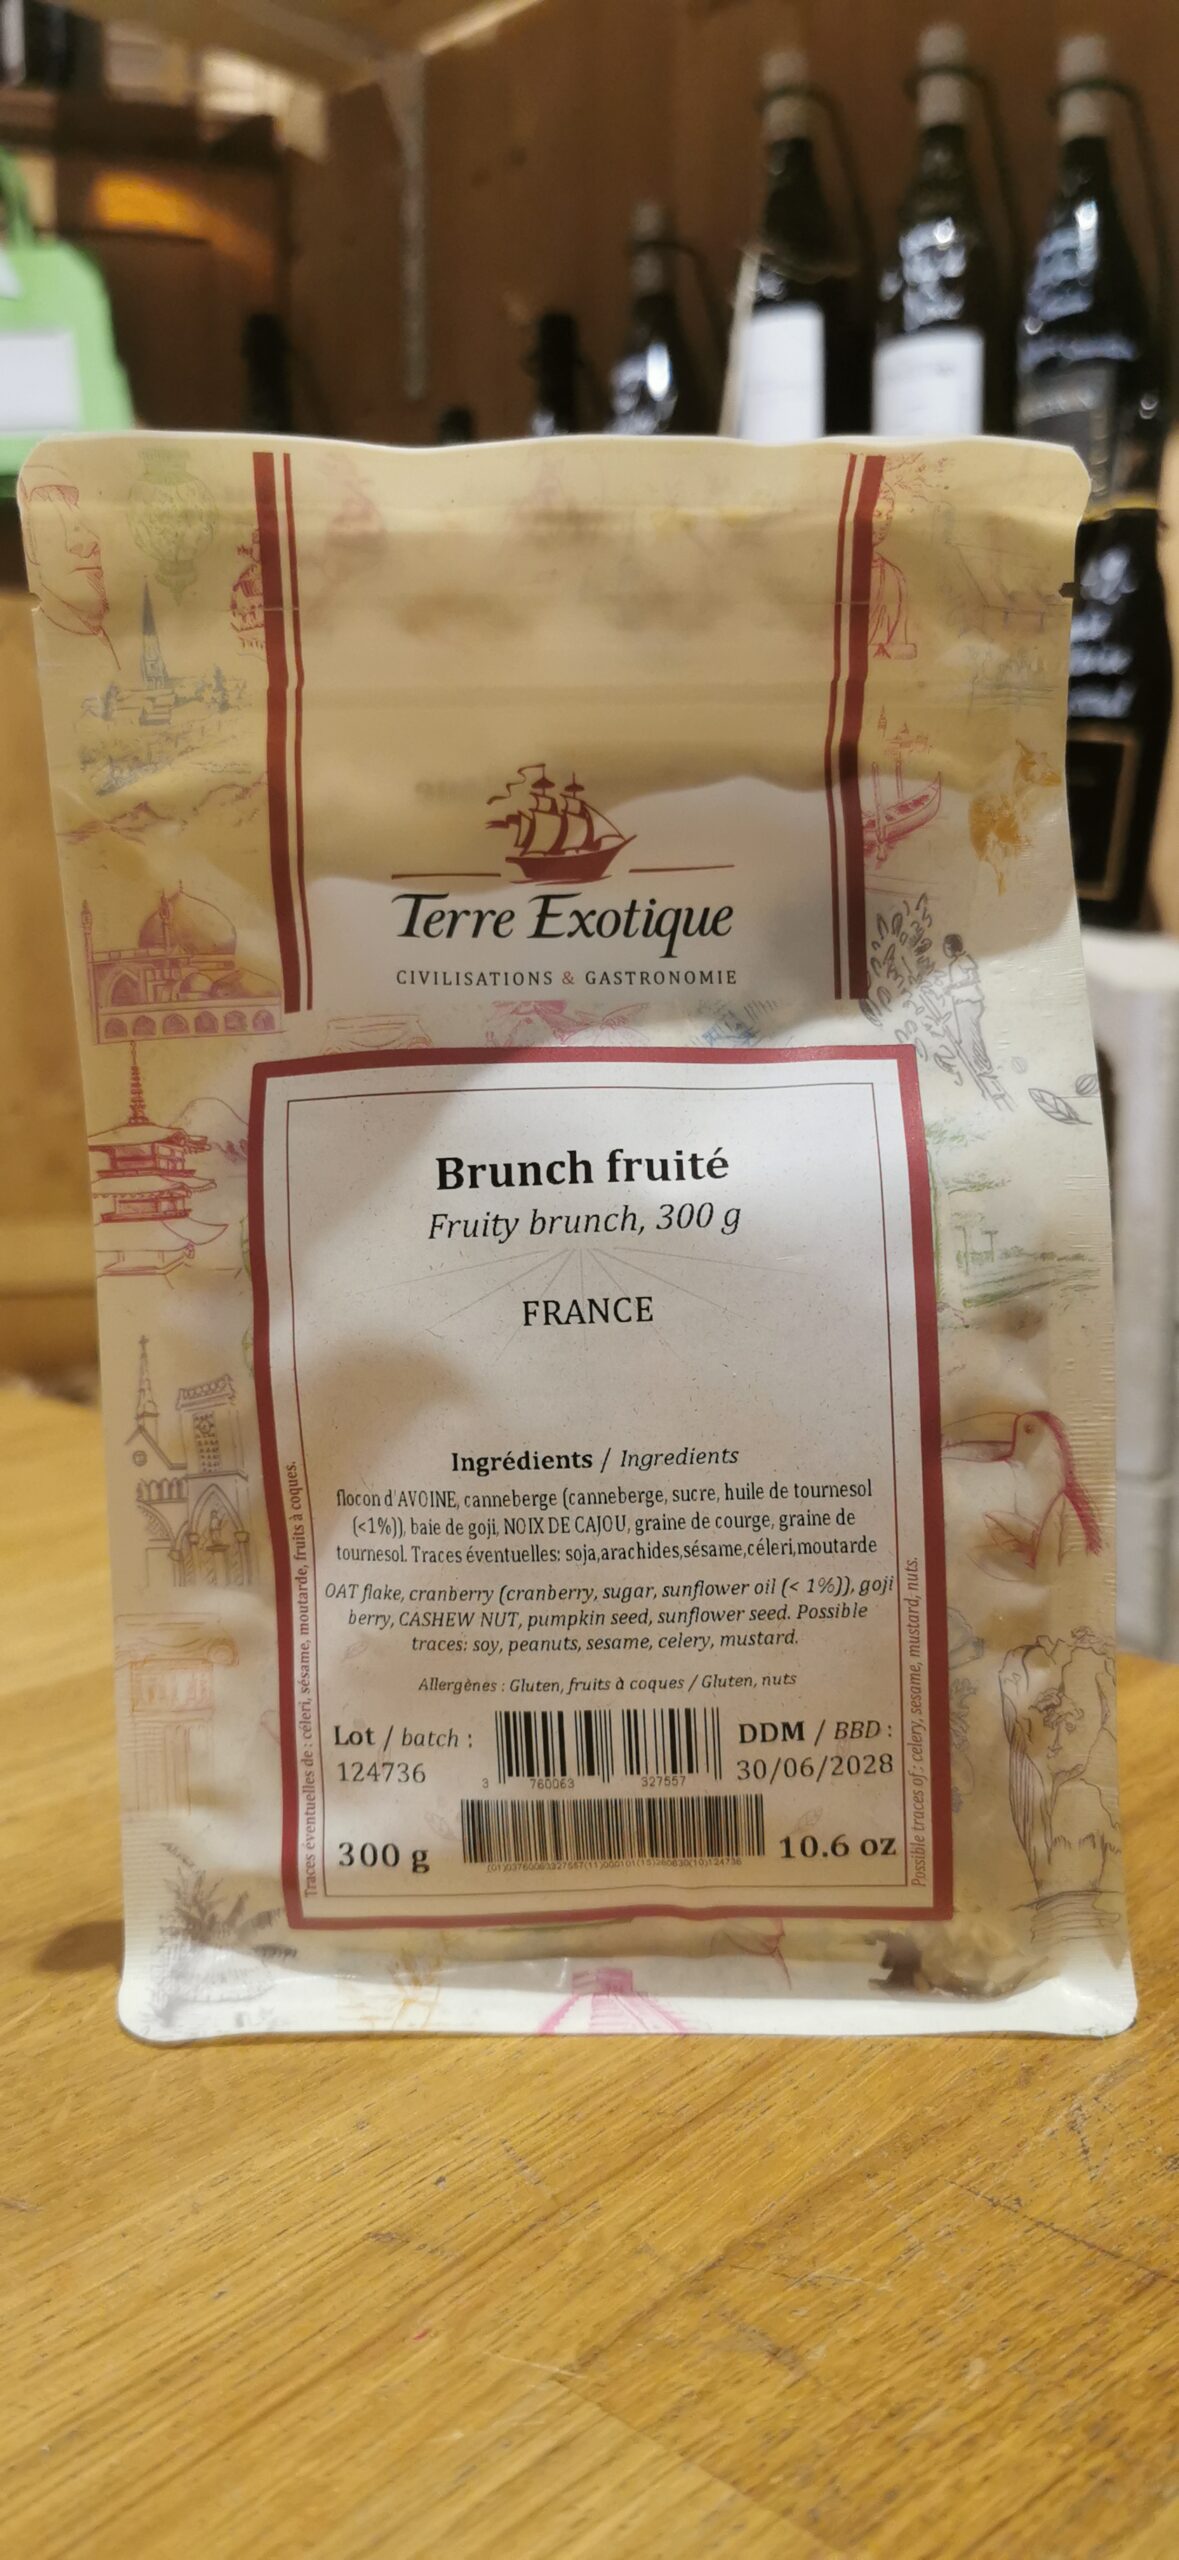 Terre Exotique
CIVILISATIONS & GASTRONOMIE
Brunch fruité
Fruity brunch, 300 g
FRANCE
Ingrédients / Ingredients
flocon d'AVOINE, canneberge (canneberge, sucre, huile de tournesol
(<1%)), baie de goji, NOIX DE CAJOU, graine de courge, graine de
tournesol. Traces éventuelles: soja,arachides,sésame,céleri,moutarde
OAT flake, cranberry (cranberry, sugar, sunflower oil (< 1%)), goji
berry, CASHEW NUT, pumpkin seed, sunflower seed. Possible
traces: soy, peanuts, sesame, celery, mustard.
Allergènes : Gluten, fruits à coques / Gluten, nuts
Lot / batch :
124736
3 760063 327557
DDM / BBD :
30/06/2028
300 g
10.6 oz
Traces éventuelles de : céleri, sésame, moutarde, fruits à coques.
Possible traces of : celery, sesame, mustard, nuts.